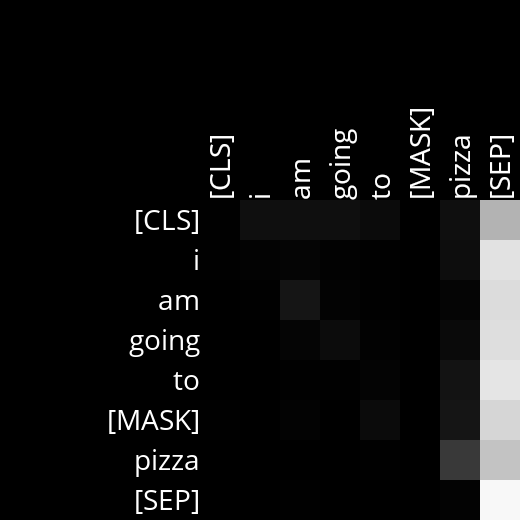 [CLS]
i
am
going
to
[MASK]
pizza
[SEP]
[CLS]
i
am
going
to
[MASK]
pizza
[SEP]